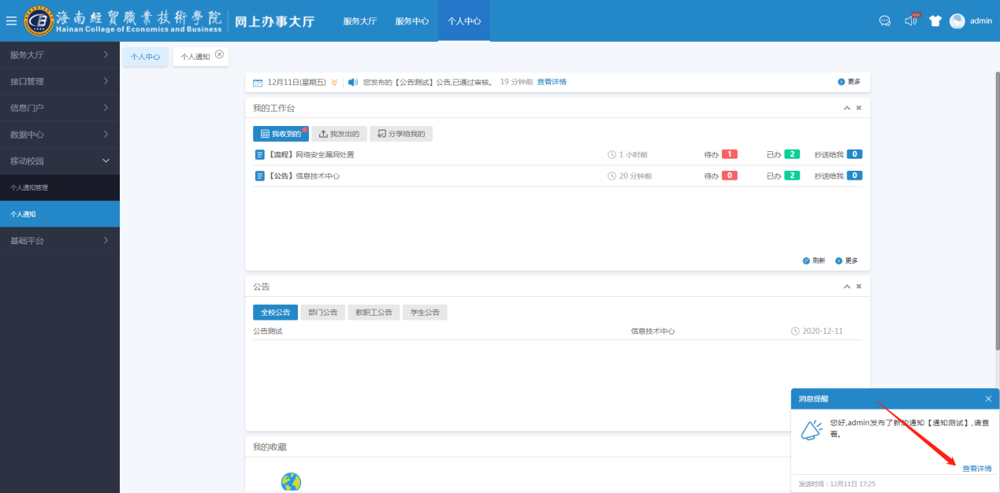 海南經貿職業技術學院
Hainan College of Economics and Business
网上办事大厅
服务大厅 服务中心 个人中心
NEW
admin
服务大厅
接口管理
信息门户
数据中心
移动校园
个人通知管理
个人通知
基础平台
个人中心 个人通知
12月11日(星期五) 您发布的【公告测试】公告,已通过审核。 19 分钟前 查看详情 更多
我的工作台
我收到的 我发出的 分享给我的
【流程】网络安全漏洞处置 1 小时前 待办 1 已办 2 抄送给我 0
【公告】信息技术中心 20 分钟前 待办 0 已办 2 抄送给我 0
刷新 更多
公告
全校公告 部门公告 教职工公告 学生公告
公告测试 信息技术中心 2020-12-11
我的收藏
消息提醒
您好,admin发布了新的通知【通知测试】,请查
看。
查看详情
发送时间：12月11日 17:25